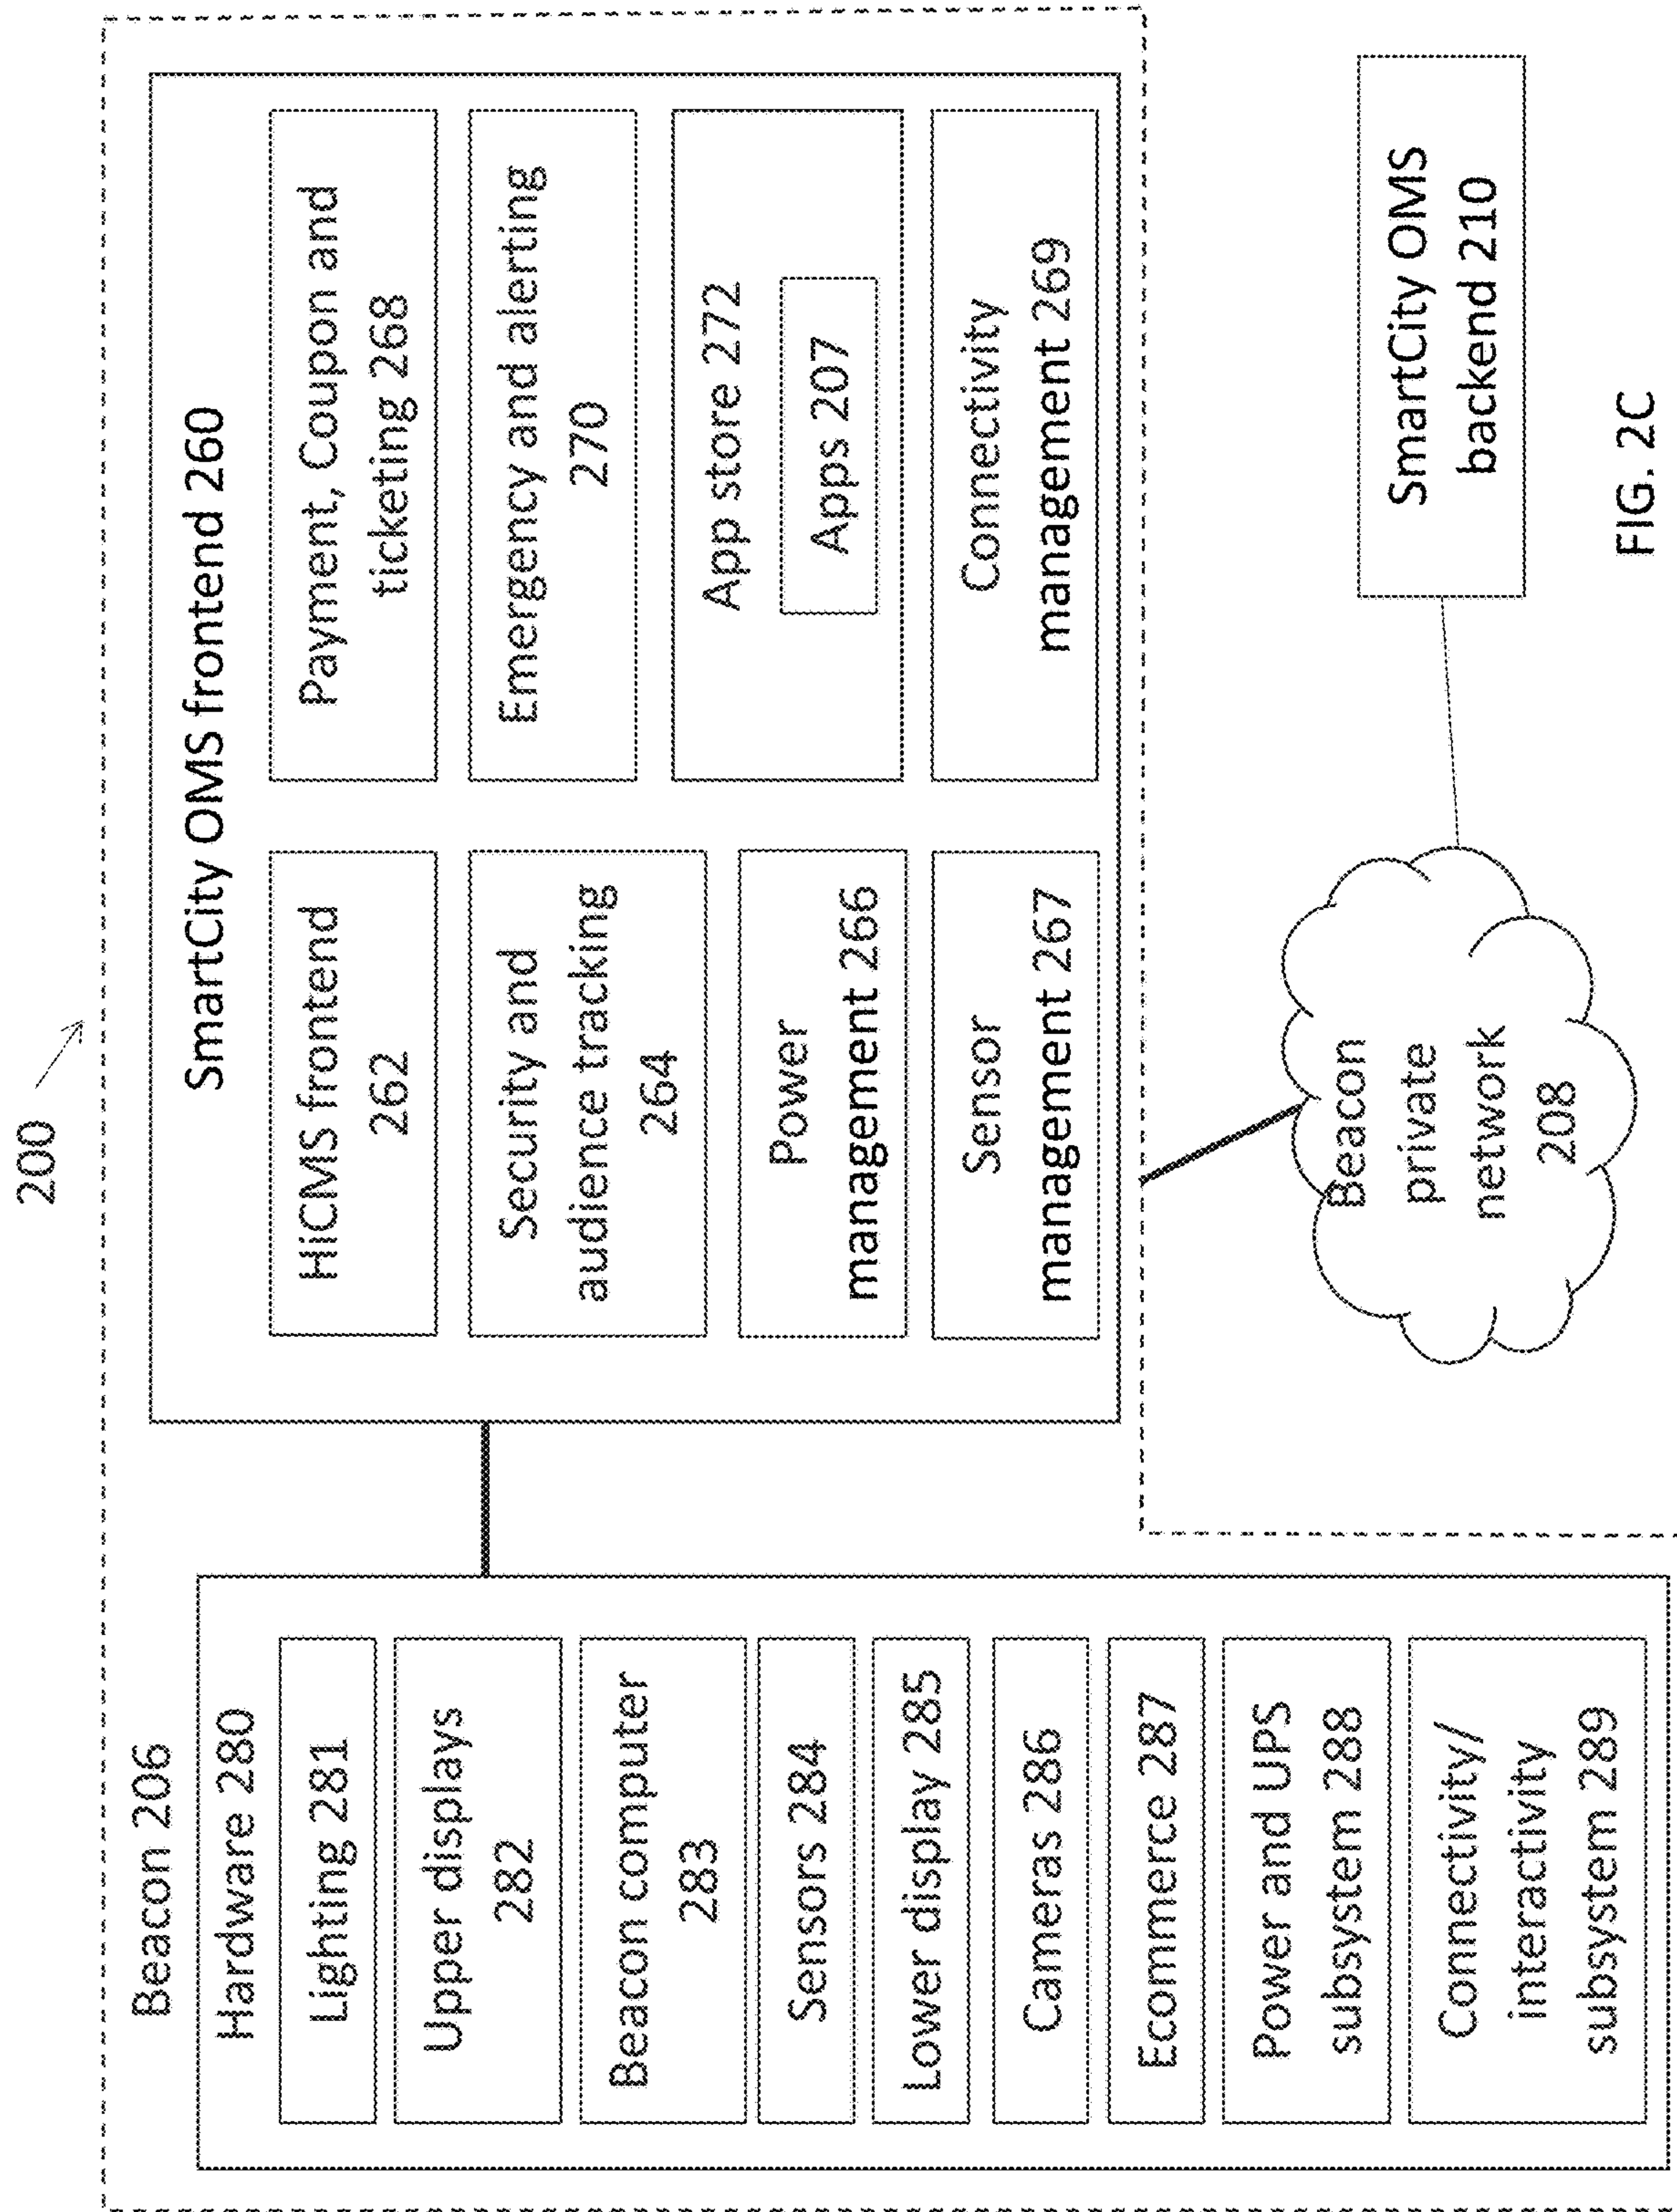 200
Beacon 206
Hardware 280
Lighting 281
Upper displays
282
Beacon computer
283
Sensors 284
Lower display 285
Cameras 286
Ecommerce 287
Power and UPS
subsystem 288
Connectivity/
interactivity
subsystem 289
SmartCity OMS frontend 260
HiCMS frontend
262
Security and
audience tracking
264
Power
management 266
Sensor
management 267
Payment, Coupon and
ticketing 268
Emergency and alerting
270
App store 272
Apps 207
Connectivity
management 269
Beacon
private
network
208
SmartCity OMS
backend 210
FIG. 2C